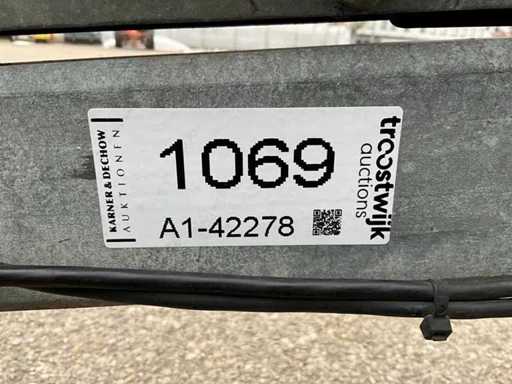 KARNER & DECHOW
AUKTIONEN
1069
A1-42278
troostwijk
auctions